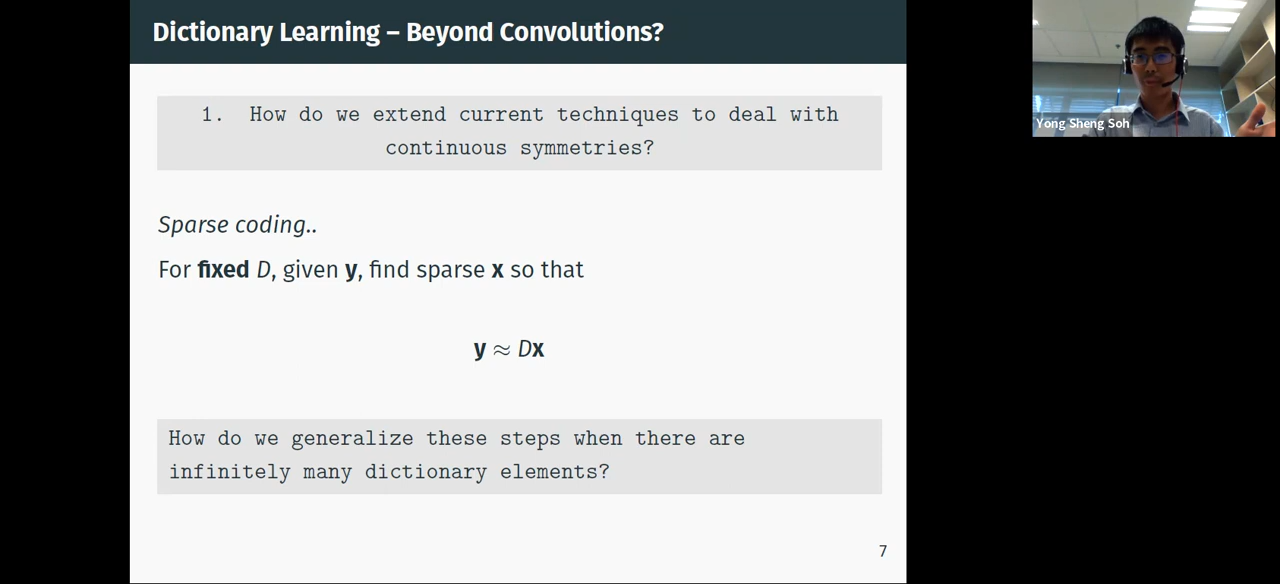 Dictionary Learning – Beyond Convolutions?
1. How do we extend current techniques to deal with
continuous symmetries?
Sparse coding..
For fixed D, given y, find sparse x so that
y ≈ Dx
How do we generalize these steps when there are
infinitely many dictionary elements?
7
Yong Sheng Soh